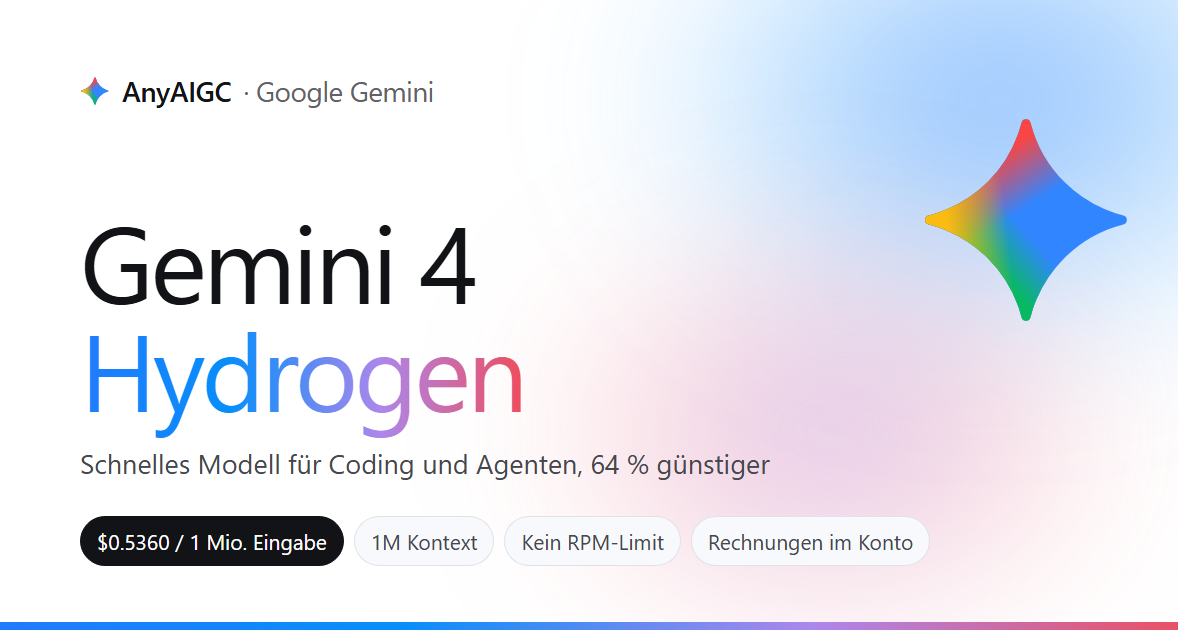 AnyAIGC · Google Gemini
Gemini 4
Hydrogen
Schnelles Modell für Coding und Agenten, 64 % günstiger
$0.5360 / 1 Mio. Eingabe
1M Kontext
Kein RPM-Limit
Rechnungen im Konto